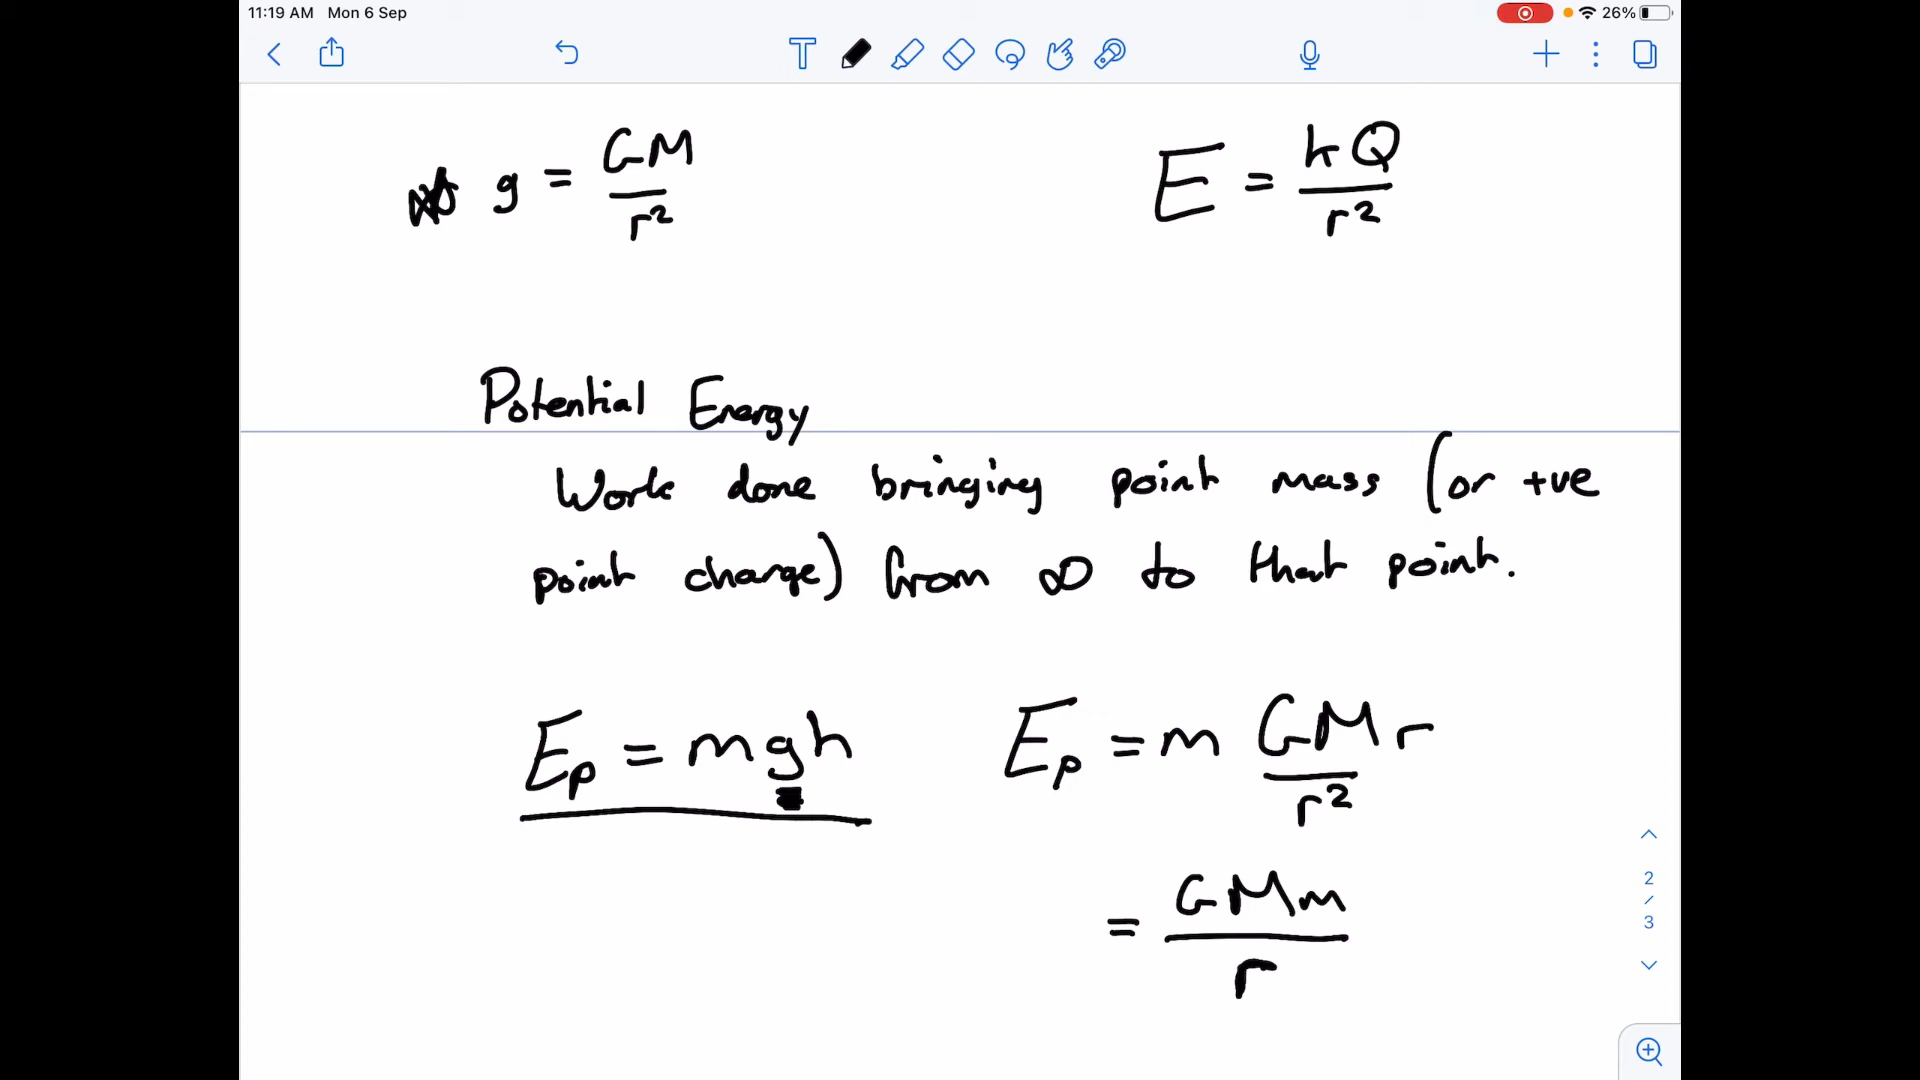 11:19 AM Mon 6 Sep 26%
g = GM/r² E = kQ/r²
Potential Energy
Work done bringing point mass (or +ve
point charge) from ∞ to that point.
Ep = mgh Ep = m GM/r² r
= GMm/r
2
/
3